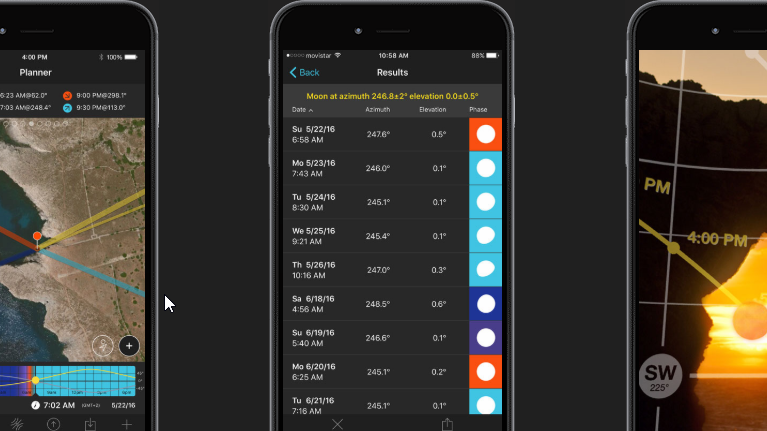 4:00 PM 100%
Planner
6:23 AM@62.0° 9:00 PM@298.1°
7:03 AM@248.4° 9:30 PM@113.0°
7:02 AM (GMT+2) 5/22/16
movistar 10:58 AM 88%
Back Results
Moon at azimuth 246.8±2° elevation 0.0±0.5°
Date Azimuth Elevation Phase
Su 5/22/16 247.6° 0.5°
6:58 AM
Mo 5/23/16 246.0° 0.1°
7:43 AM
Tu 5/24/16 245.1° 0.1°
8:30 AM
We 5/25/16 245.4° 0.1°
9:21 AM
Th 5/26/16 247.0° 0.3°
10:16 AM
Sa 6/18/16 248.5° 0.6°
4:56 AM
Su 6/19/16 246.6° 0.1°
5:40 AM
Mo 6/20/16 245.1° 0.2°
6:25 AM
Tu 6/21/16 245.1° 0.1°
7:16 AM
PM
4:00 PM
SW
225°